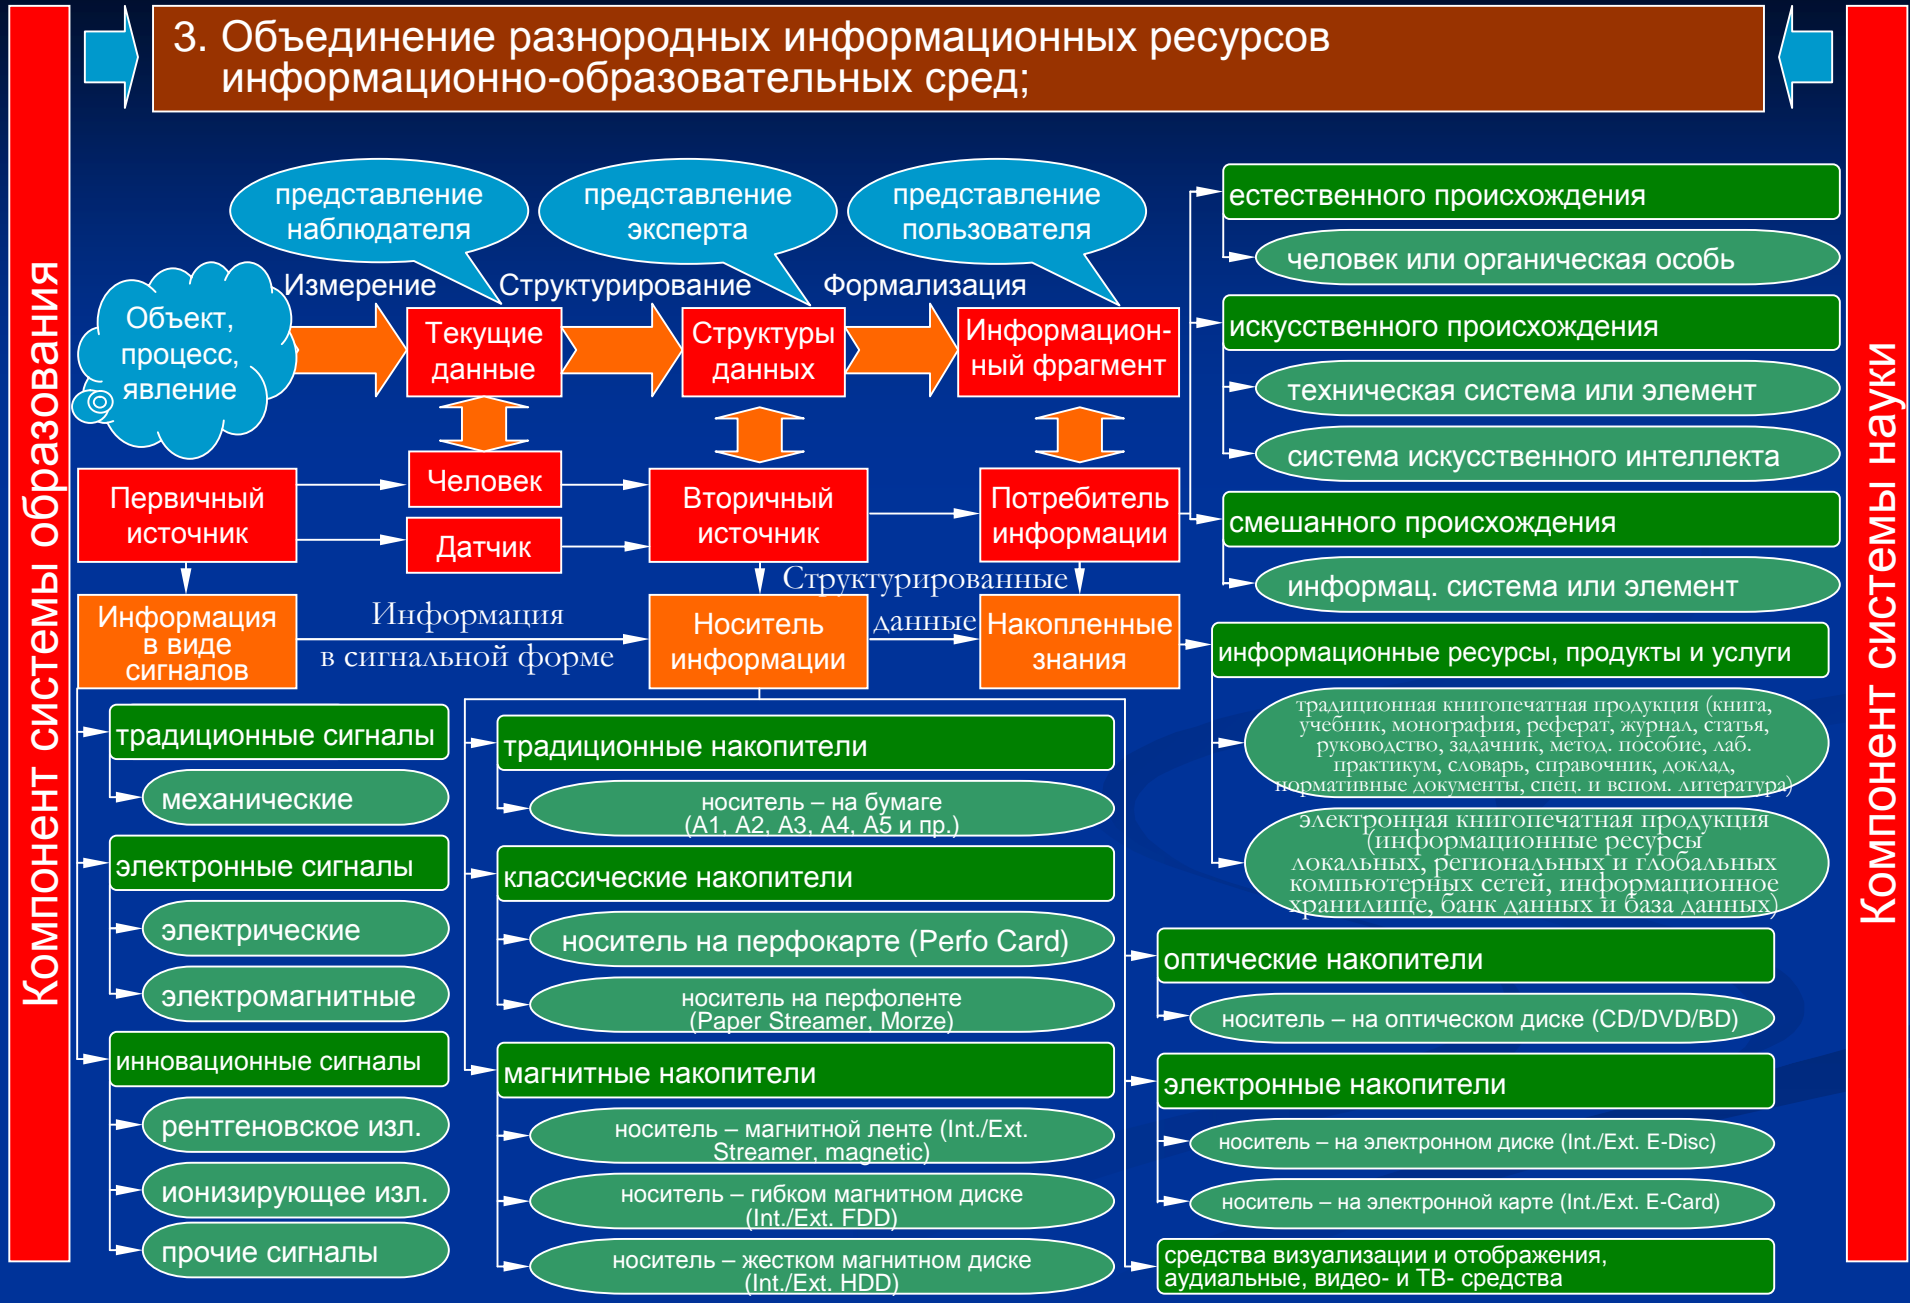 3. Объединение разнородных информационных ресурсов
информационно-образовательных сред;
Компонент системы образования
Компонент системы науки
представление
наблюдателя
представление
эксперта
представление
пользователя
Измерение
Структурирование
Формализация
Объект,
процесс,
явление
Текущие
данные
Структуры
данных
Информацион-
ный фрагмент
Первичный
источник
Человек
Датчик
Вторичный
источник
Потребитель
информации
Информация
в виде
сигналов
Информация
в сигнальной форме
Носитель
информации
Структурированные
данные
Накопленные
знания
естественного происхождения
человек или органическая особь
искусственного происхождения
техническая система или элемент
система искусственного интеллекта
смешанного происхождения
информац. система или элемент
информационные ресурсы, продукты и услуги
традиционная книгопечатная продукция (книга,
учебник, монография, реферат, журнал, статья,
руководство, задачник, метод. пособие, лаб.
практикум, словарь, справочник, доклад,
нормативные документы, спец. и вспом. литература)
электронная книгопечатная продукция
(информационные ресурсы
локальных, региональных и глобальных
компьютерных сетей, информационное
хранилище, банк данных и база данных)
традиционные сигналы
механические
электронные сигналы
электрические
электромагнитные
инновационные сигналы
рентгеновское изл.
ионизирующее изл.
прочие сигналы
традиционные накопители
носитель – на бумаге
(А1, А2, А3, А4, А5 и пр.)
классические накопители
носитель на перфокарте (Perfo Card)
носитель на перфоленте
(Paper Streamer, Morze)
магнитные накопители
носитель – магнитной ленте (Int./Ext.
Streamer, magnetic)
носитель – гибком магнитном диске
(Int./Ext. FDD)
носитель – жестком магнитном диске
(Int./Ext. HDD)
оптические накопители
носитель – на оптическом диске (CD/DVD/BD)
электронные накопители
носитель – на электронном диске (Int./Ext. E-Disc)
носитель – на электронной карте (Int./Ext. E-Card)
средства визуализации и отображения,
аудиальные, видео- и ТВ- средства